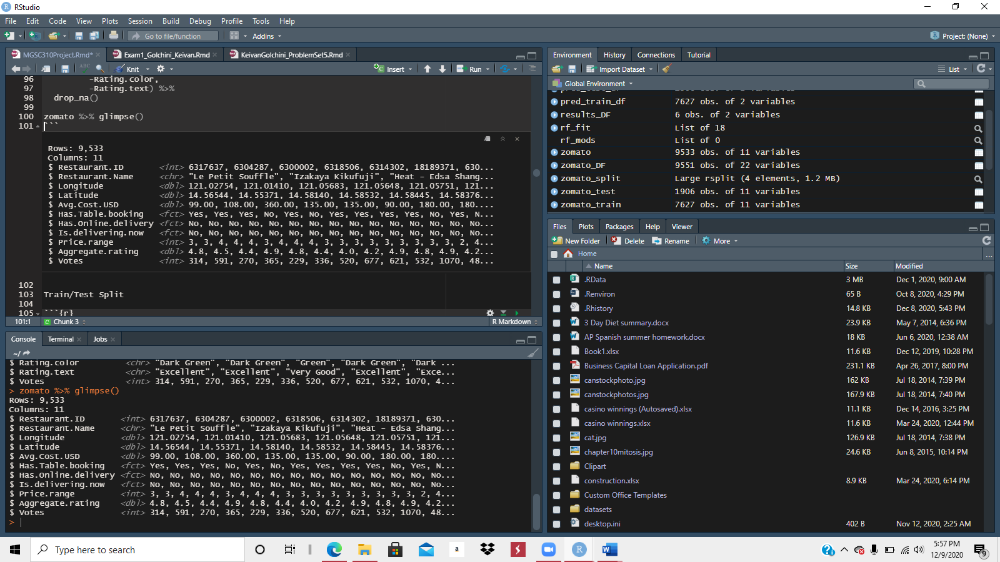 RStudio
File Edit Code View Plots Session Build Debug Profile Tools Help
Go to file/function Addins Project: (None)
MGSC310Project.Rmd* Exam1_Golchini_Keivan.Rmd KeivanGolchini_ProblemSet5.Rmd
ABC Knit Insert Run
96 -Rating.color,
97 -Rating.text) %>%
98 drop_na()
99
100 zomato %>% glimpse()
101 ```
Rows: 9,533
Columns: 11
$ Restaurant.ID <int> 6317637, 6304287, 6300002, 6318506, 6314302, 18189371, 630...
$ Restaurant.Name <chr> "Le Petit Souffle", "Izakaya Kikufuji", "Heat - Edsa Shang...
$ Longitude <dbl> 121.02754, 121.01410, 121.05683, 121.05648, 121.05751, 121...
$ Latitude <dbl> 14.56544, 14.55371, 14.58140, 14.58532, 14.58445, 14.58376...
$ Avg.Cost.USD <dbl> 99.00, 108.00, 360.00, 135.00, 135.00, 90.00, 180.00, 180....
$ Has.Table.booking <fct> Yes, Yes, Yes, No, Yes, No, Yes, Yes, Yes, Yes, No, Yes, N...
$ Has.Online.delivery <fct> No, No, No, No, No, No, No, No, No, No, No, No, No, No, No...
$ Is.delivering.now <fct> No, No, No, No, No, No, No, No, No, No, No, No, No, No, No...
$ Price.range <int> 3, 3, 4, 4, 4, 3, 4, 4, 4, 3, 3, 3, 3, 3, 3, 3, 3, 2, 4...
$ Aggregate.rating <dbl> 4.8, 4.5, 4.4, 4.9, 4.8, 4.4, 4.0, 4.2, 4.9, 4.8, 4.9, 4.2...
$ Votes <int> 314, 591, 270, 365, 229, 336, 520, 677, 621, 532, 1070, 48...
102
103 Train/Test Split
104
105 ```{r}
101:1 Chunk 3 R Markdown
Console Terminal Jobs
~/
$ Rating.color <chr> "Dark Green", "Dark Green", "Green", "Dark Green", "Dark ...
$ Rating.text <chr> "Excellent", "Excellent", "Very Good", "Excellent", "Exce...
$ Votes <int> 314, 591, 270, 365, 229, 336, 520, 677, 621, 532, 1070, 4...
> zomato %>% glimpse()
Rows: 9,533
Columns: 11
$ Restaurant.ID <int> 6317637, 6304287, 6300002, 6318506, 6314302, 18189371, 630...
$ Restaurant.Name <chr> "Le Petit Souffle", "Izakaya Kikufuji", "Heat - Edsa Shang...
$ Longitude <dbl> 121.02754, 121.01410, 121.05683, 121.05648, 121.05751, 121...
$ Latitude <dbl> 14.56544, 14.55371, 14.58140, 14.58532, 14.58445, 14.58376...
$ Avg.Cost.USD <dbl> 99.00, 108.00, 360.00, 135.00, 135.00, 90.00, 180.00, 180....
$ Has.Table.booking <fct> Yes, Yes, Yes, No, Yes, No, Yes, Yes, Yes, Yes, No, Yes, N...
$ Has.Online.delivery <fct> No, No, No, No, No, No, No, No, No, No, No, No, No, No, No...
$ Is.delivering.now <fct> No, No, No, No, No, No, No, No, No, No, No, No, No, No, No...
$ Price.range <int> 3, 3, 4, 4, 4, 3, 4, 4, 4, 3, 3, 3, 3, 3, 3, 3, 3, 2, 4...
$ Aggregate.rating <dbl> 4.8, 4.5, 4.4, 4.9, 4.8, 4.4, 4.0, 4.2, 4.9, 4.8, 4.9, 4.2...
$ Votes <int> 314, 591, 270, 365, 229, 336, 520, 677, 621, 532, 1070, 48...
>
Environment History Connections Tutorial
Import Dataset List
Global Environment
pred_train_df 7627 obs. of 2 variables
results_DF 6 obs. of 2 variables
rf_fit List of 18
rf_mods List of 0
zomato 9533 obs. of 11 variables
zomato_DF 9551 obs. of 22 variables
zomato_split Large rsplit (4 elements, 1.2 MB)
zomato_test 1906 obs. of 11 variables
zomato_train 7627 obs. of 11 variables
Files Plots Packages Help Viewer
New Folder Delete Rename More
Home ...
Name Size Modified
.RData 3 MB Dec 1, 2020, 9:00 AM
.Renviron 65 B Oct 8, 2020, 4:29 PM
.Rhistory 14.8 KB Dec 8, 2020, 5:43 PM
3 Day Diet summary.docx 23.9 KB May 7, 2014, 6:36 PM
AP Spanish summer homework.docx 18 KB Jun 6, 2020, 12:38 AM
Book1.xlsx 11.6 KB Dec 12, 2019, 10:28 PM
Business Capital Loan Application.pdf 231.1 KB Apr 26, 2017, 8:00 PM
canstockphoto.jpg 162 KB Jul 18, 2014, 7:39 PM
canstockphotos.jpg 167.9 KB Jul 18, 2014, 7:40 PM
casino winnings (Autosaved).xlsx 11.1 KB Dec 14, 2016, 3:25 PM
casino winnings.xlsx 11.6 KB Mar 24, 2020, 12:44 PM
cat.jpg 126.9 KB Jul 18, 2014, 7:38 PM
chapter10mitosis.jpg 24.6 KB Jun 8, 2015, 10:14 PM
Clipart
construction.xlsx 8.9 KB Mar 24, 2020, 6:14 PM
Custom Office Templates
datasets
desktop.ini 402 B Nov 12, 2020, 2:25 AM
Type here to search
5:57 PM
12/9/2020
9